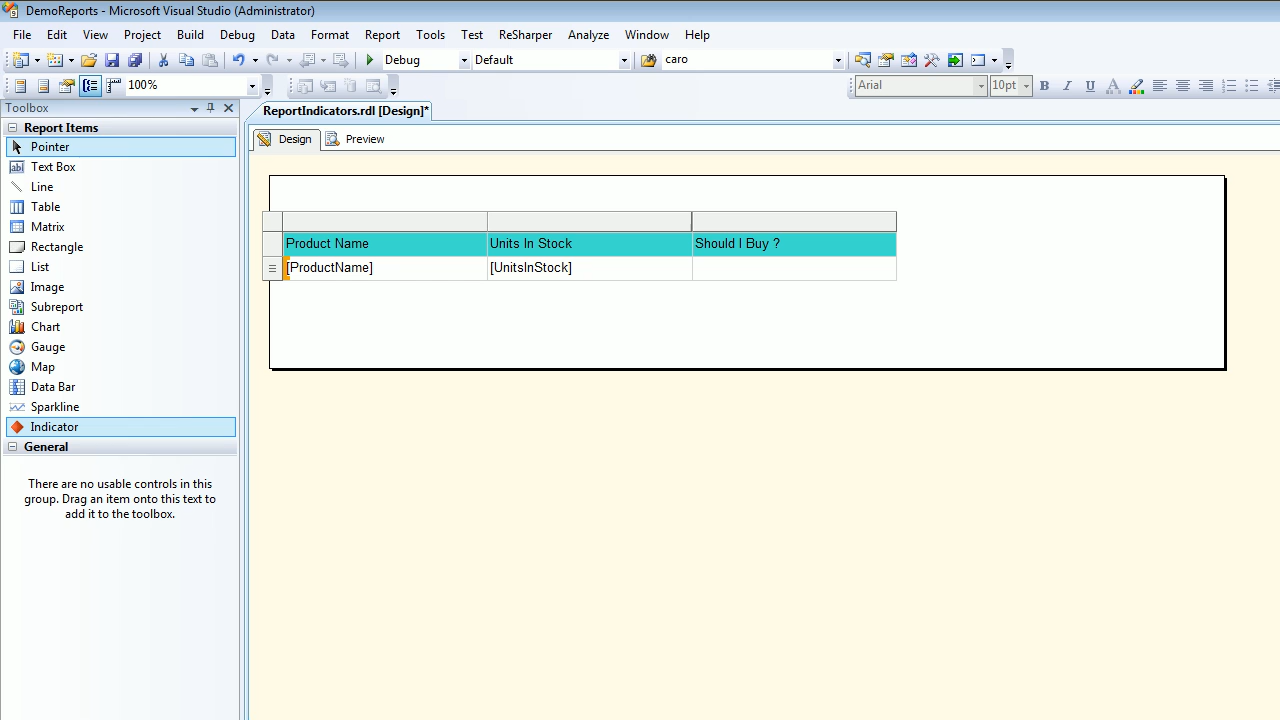 DemoReports - Microsoft Visual Studio (Administrator)
File Edit View Project Build Debug Data Format Report Tools Test ReSharper Analyze Window Help
Debug Default caro
100% Arial 10pt B I U A
Toolbox
ReportIndicators.rdl [Design]*
Report Items
Design Preview
Pointer
Text Box
Line
Table
Matrix
Rectangle
List
Image
Subreport
Chart
Gauge
Map
Data Bar
Sparkline
Indicator
General
There are no usable controls in this
group. Drag an item onto this text to
add it to the toolbox.
Product Name Units In Stock Should I Buy ?
[ProductName] [UnitsInStock]